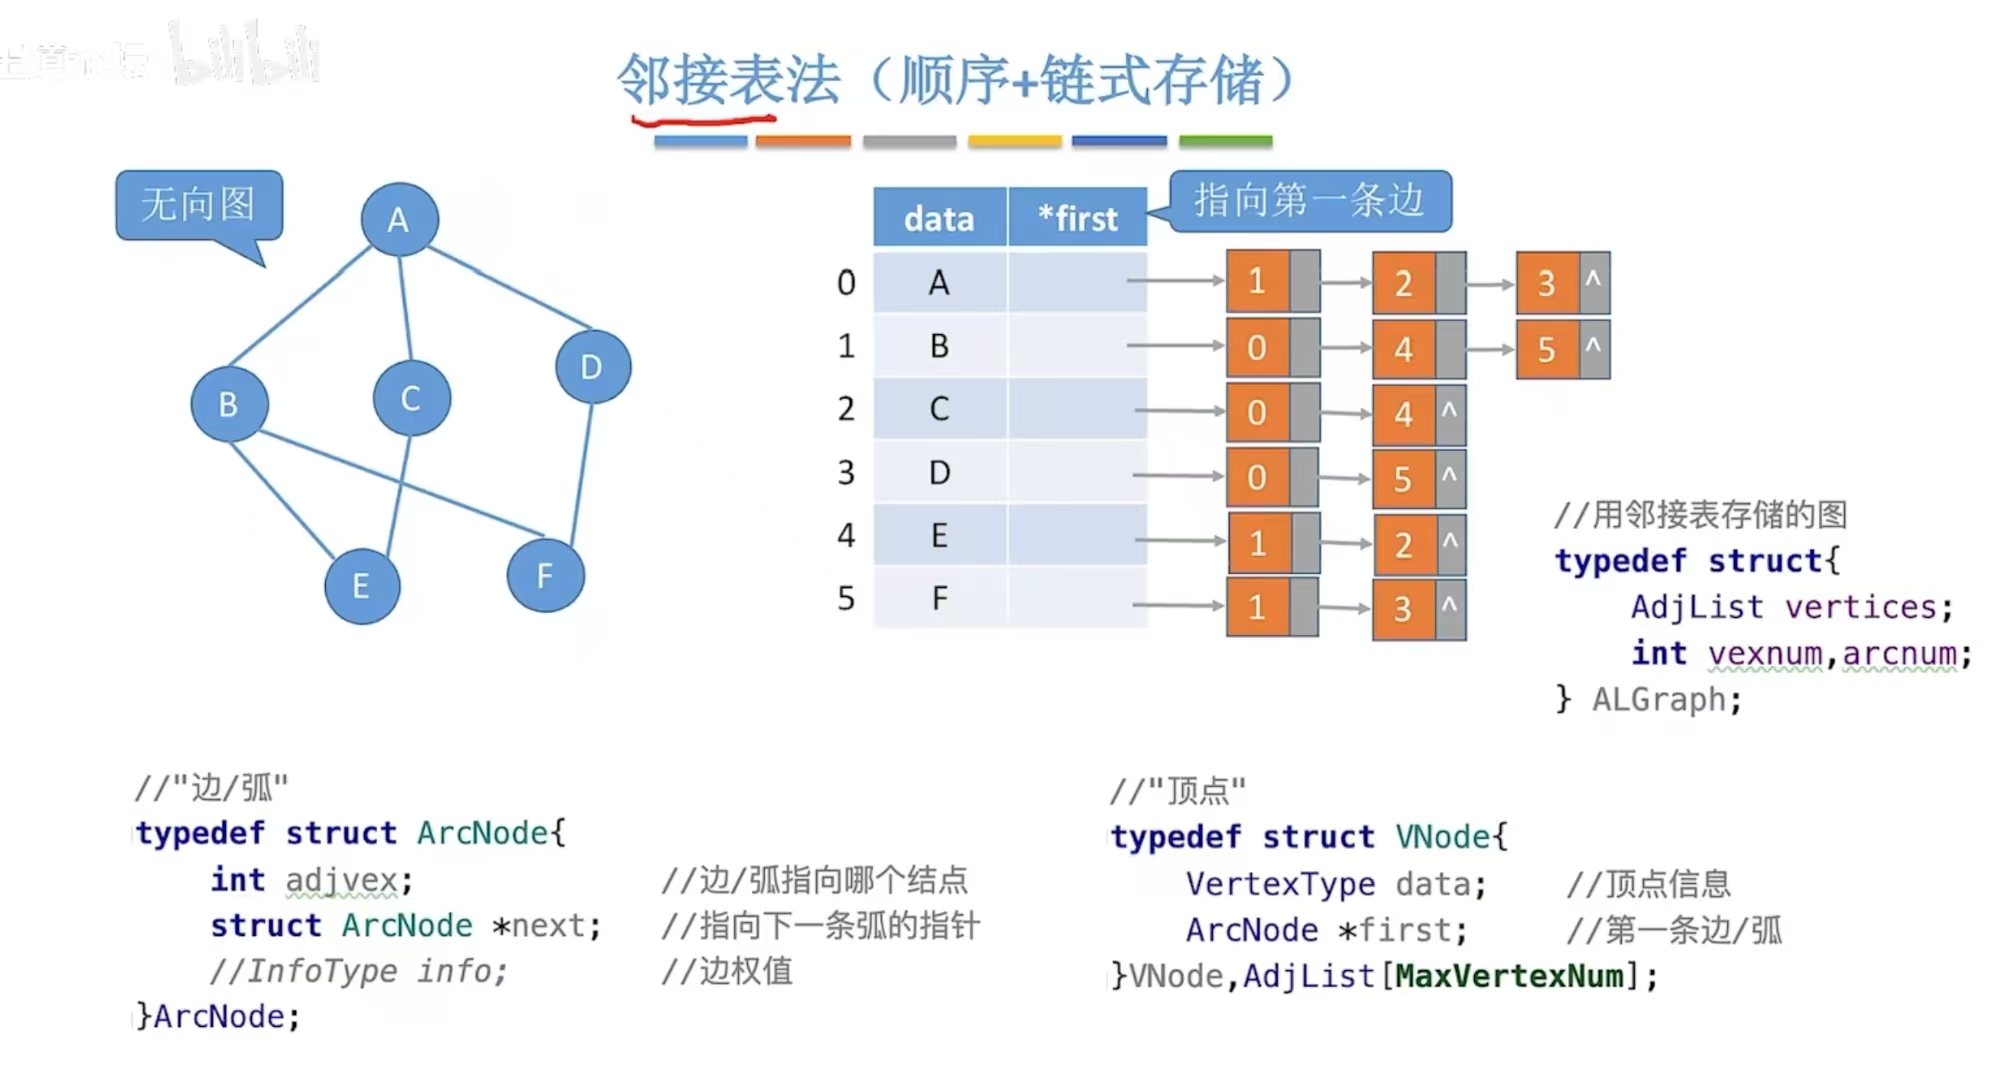 bilibili
邻接表法（顺序+链式存储）
无向图
A
B
C
D
E
F
data *first
指向第一条边
0 A 1 2 3 ^
1 B 0 4 5 ^
2 C 0 4 ^
3 D 0 5 ^
4 E 1 2 ^
5 F 1 3 ^
//用邻接表存储的图
typedef struct{
AdjList vertices;
int vexnum,arcnum;
} ALGraph;
//"边/弧"
typedef struct ArcNode{
int adjvex; //边/弧指向哪个结点
struct ArcNode *next; //指向下一条弧的指针
//InfoType info; //边权值
}ArcNode;
//"顶点"
typedef struct VNode{
VertexType data; //顶点信息
ArcNode *first; //第一条边/弧
}VNode,AdjList[MaxVertexNum];